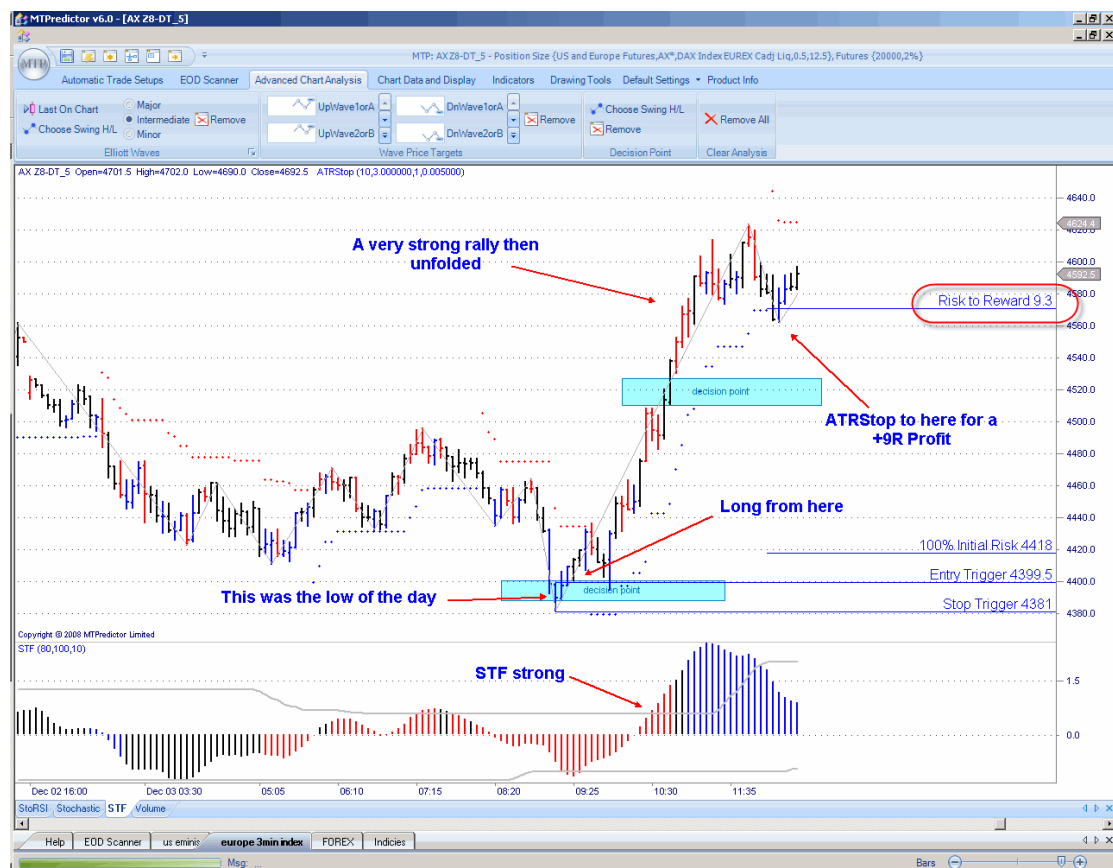 MTPredictor v6.0 - [AX Z8-DT_5]
MTP
MTP: AXZ8-DT_5 - Position Size {US and Europe Futures,AX*,DAX Index EUREX Cadj Liq,0.5,12.5}, Futures {20000,2%}
Automatic Trade Setups EOD Scanner Advanced Chart Analysis Chart Data and Display Indicators Drawing Tools Default Settings Product Info
Last On Chart Major UpWave1orA DnWave1orA Choose Swing H/L
Choose Swing H/L Intermediate Remove Remove Remove Remove All
Minor UpWave2orB DnWave2orB
Elliott Waves Wave Price Targets Decision Point Clear Analysis
AX Z8-DT_5 Open=4701.5 High=4702.0 Low=4690.0 Close=4692.5 ATRStop (10,3.000000,1,0.005000)
4640.0
4624.4
4620.0
A very strong rally then
unfolded
4600.0
4592.5
4580.0
Risk to Reward 9.3
4560.0
4540.0
decision point
4520.0
ATRStop to here for a
+9R Profit
4500.0
4480.0
4460.0
Long from here
4440.0
100% Initial Risk 4418
4420.0
Entry Trigger 4399.5
4400.0
decision point
This was the low of the day
Stop Trigger 4381
4380.0
Copyright © 2008 MTPredictor Limited
STF (80,100,10)
STF strong
1.5
0.0
Dec 02 16:00 Dec 03 03:30 05:05 06:10 07:15 08:20 09:25 10:30 11:35
StoRSI Stochastic STF Volume
Help EOD Scanner us eminis europe 3min index FOREX Indicies
Msg: ...
Bars